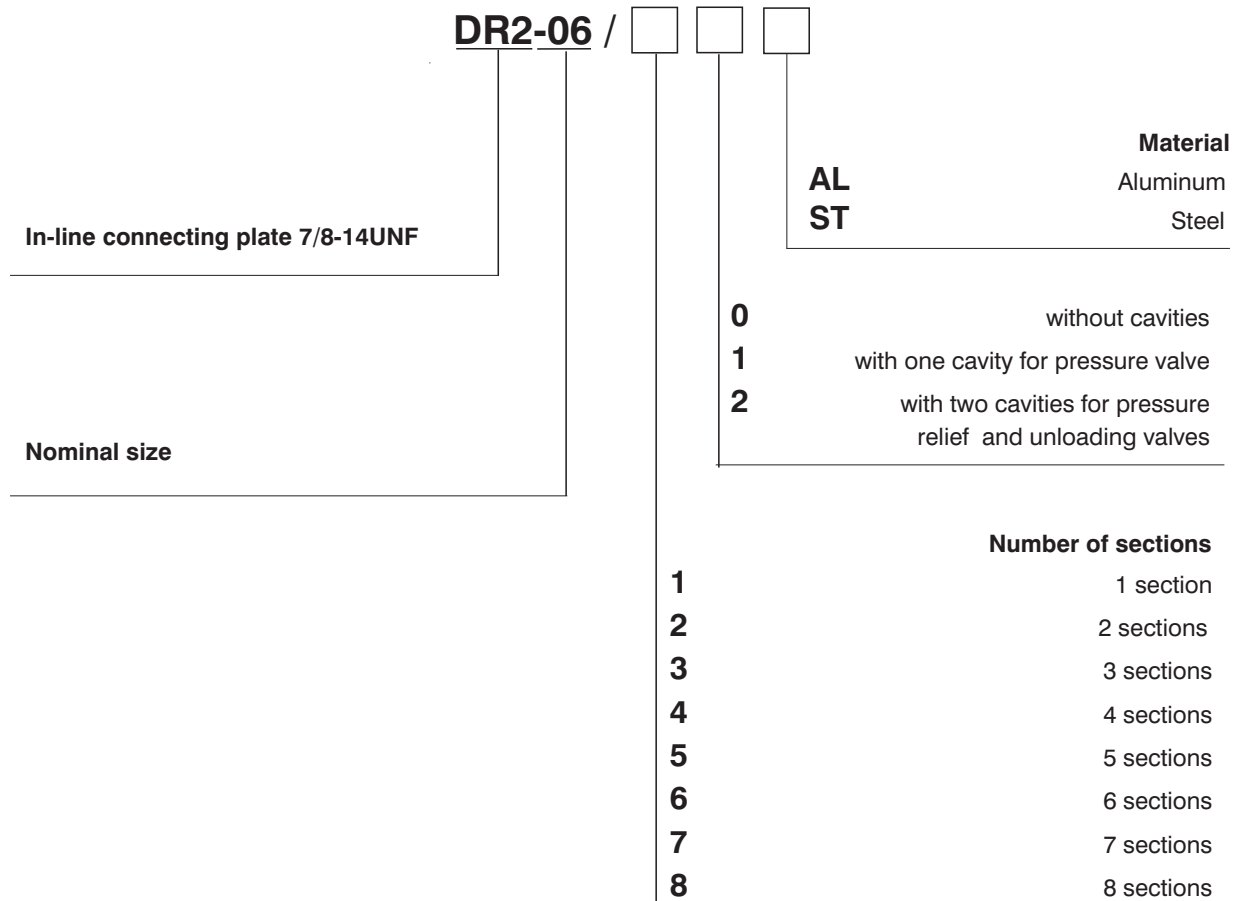 DR2-06 /
Material
AL Aluminum
ST Steel
In-line connecting plate 7/8-14UNF
0 without cavities
1 with one cavity for pressure valve
2 with two cavities for pressure
relief and unloading valves
Nominal size
Number of sections
1 1 section
2 2 sections
3 3 sections
4 4 sections
5 5 sections
6 6 sections
7 7 sections
8 8 sections